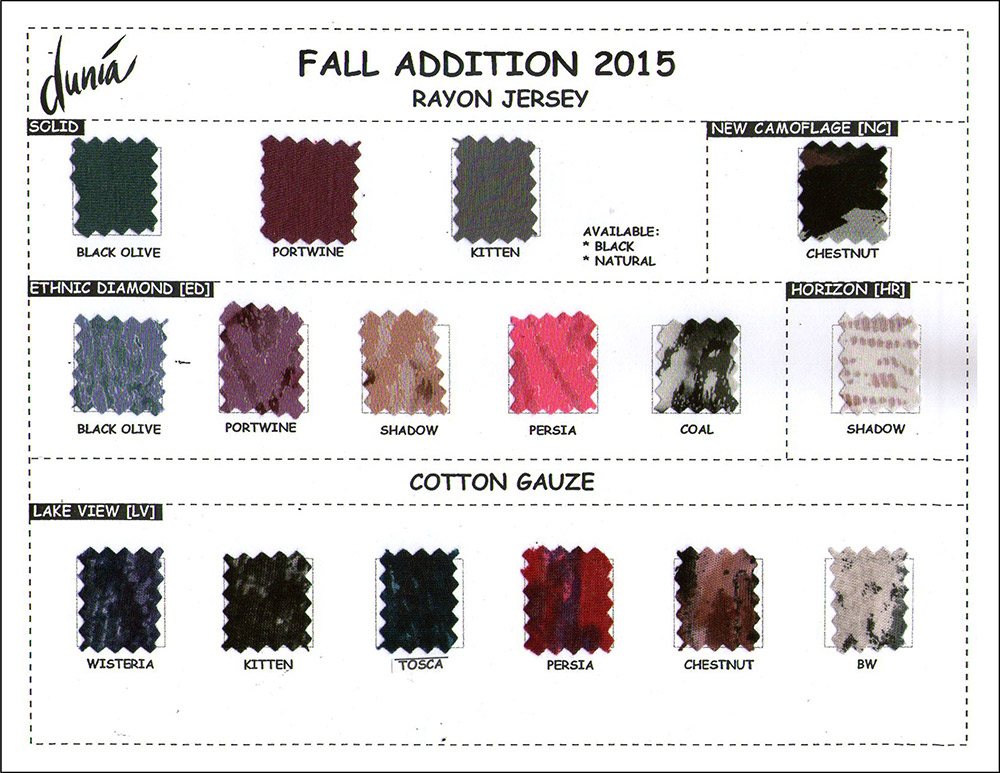 dunia
FALL ADDITION 2015
RAYON JERSEY
SOLID
BLACK OLIVE
PORTWINE
KITTEN
AVAILABLE:
* BLACK
* NATURAL
NEW CAMOFLAGE [NC]
CHESTNUT
ETHNIC DIAMOND [ED]
BLACK OLIVE
PORTWINE
SHADOW
PERSIA
COAL
HORIZON [HR]
SHADOW
COTTON GAUZE
LAKE VIEW [LV]
WISTERIA
KITTEN
TOSCA
PERSIA
CHESTNUT
BW